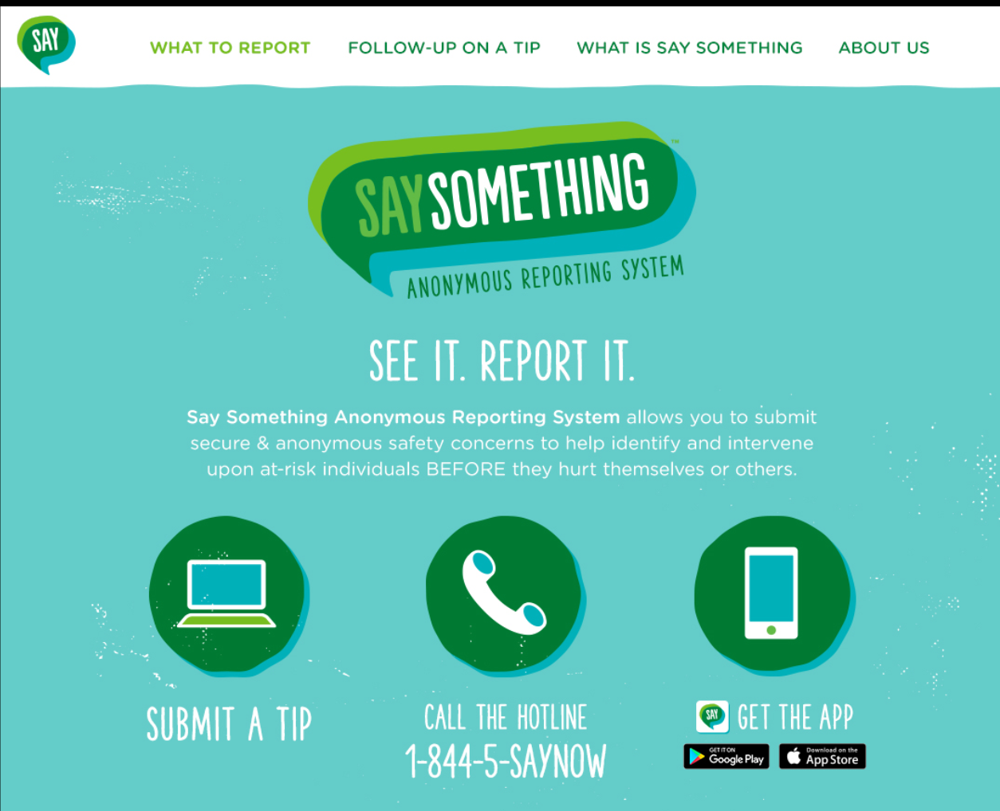 SAY
WHAT TO REPORT
FOLLOW-UP ON A TIP
WHAT IS SAY SOMETHING
ABOUT US
SAY SOMETHING™
ANONYMOUS REPORTING SYSTEM
SEE IT. REPORT IT.
Say Something Anonymous Reporting System allows you to submit
secure & anonymous safety concerns to help identify and intervene
upon at-risk individuals BEFORE they hurt themselves or others.
SUBMIT A TIP
CALL THE HOTLINE
1-844-5-SAYNOW
SAY
GET THE APP
GET IT ON
Google Play
Download on the
App Store